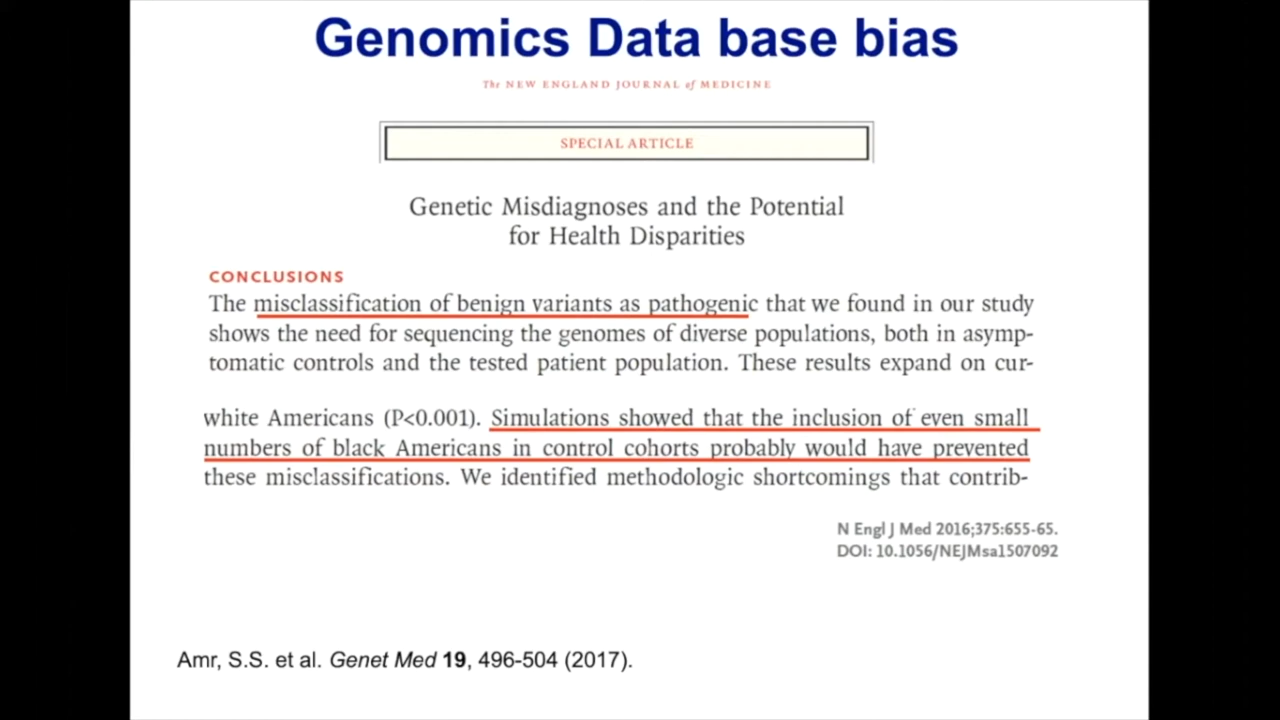 Genomics Data base bias
The NEW ENGLAND JOURNAL of MEDICINE
SPECIAL ARTICLE
Genetic Misdiagnoses and the Potential
for Health Disparities
CONCLUSIONS
The misclassification of benign variants as pathogenic that we found in our study
shows the need for sequencing the genomes of diverse populations, both in asymp-
tomatic controls and the tested patient population. These results expand on cur-
white Americans (P<0.001). Simulations showed that the inclusion of even small
numbers of black Americans in control cohorts probably would have prevented
these misclassifications. We identified methodologic shortcomings that contrib-
N Engl J Med 2016;375:655-65.
DOI: 10.1056/NEJMsa1507092
Amr, S.S. et al. Genet Med 19, 496-504 (2017).